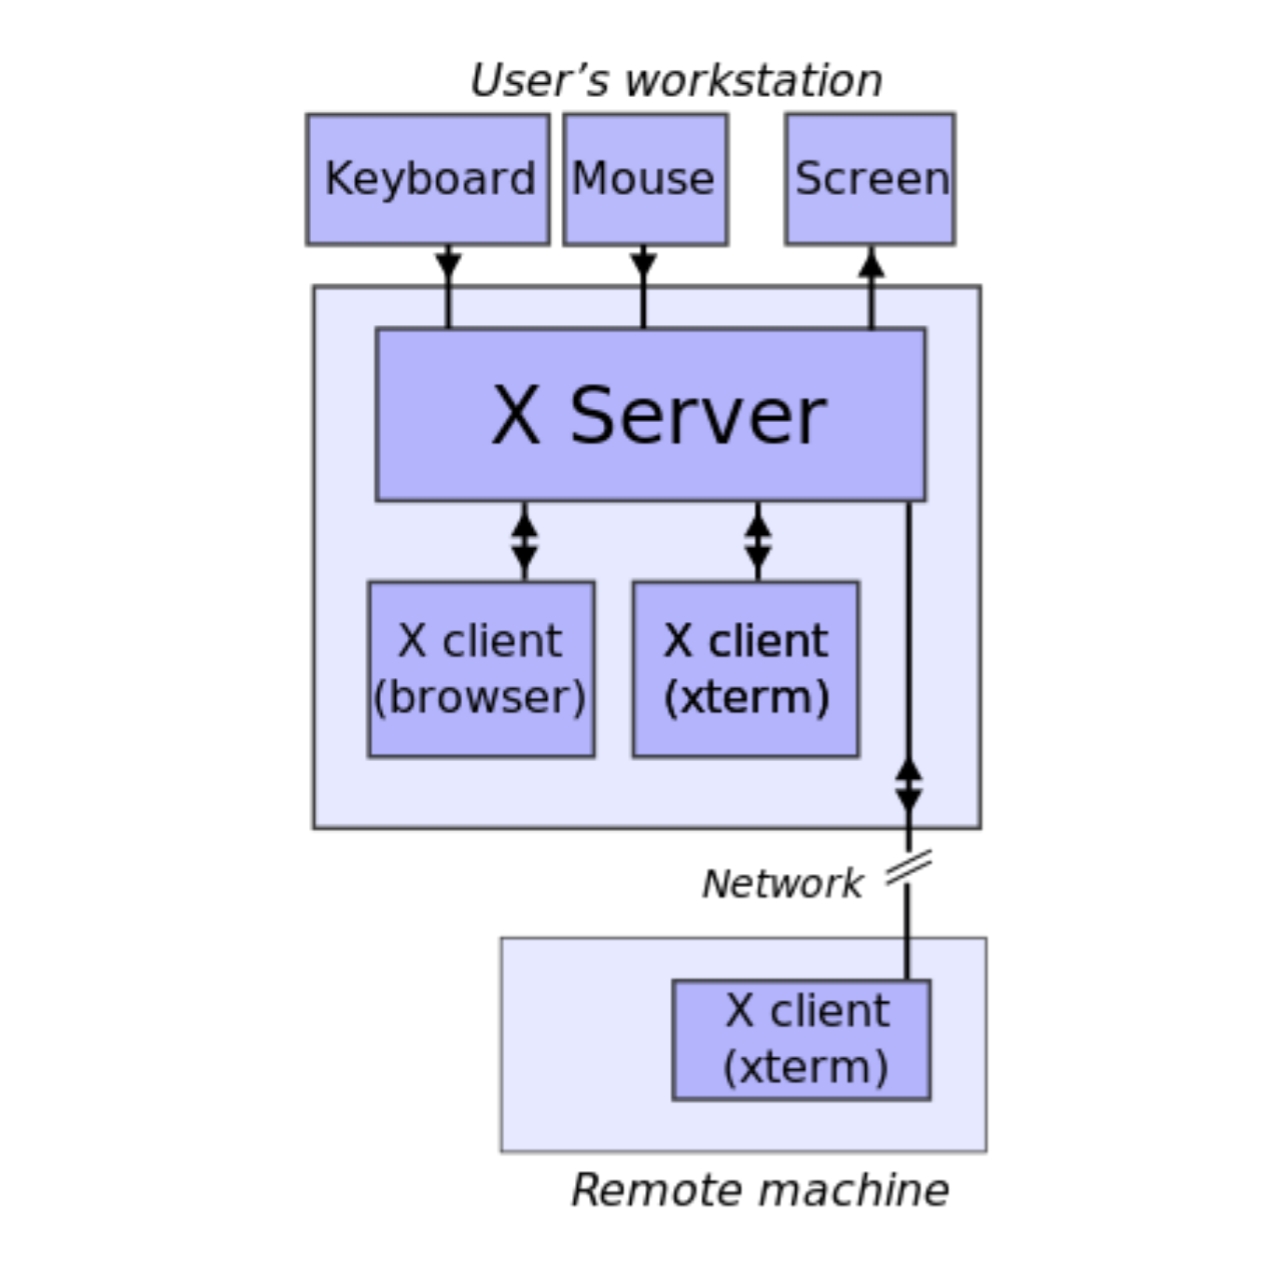 User’s workstation
Keyboard
Mouse
Screen
X Server
X client
(browser)
X client
(xterm)
Network
X client
(xterm)
Remote machine